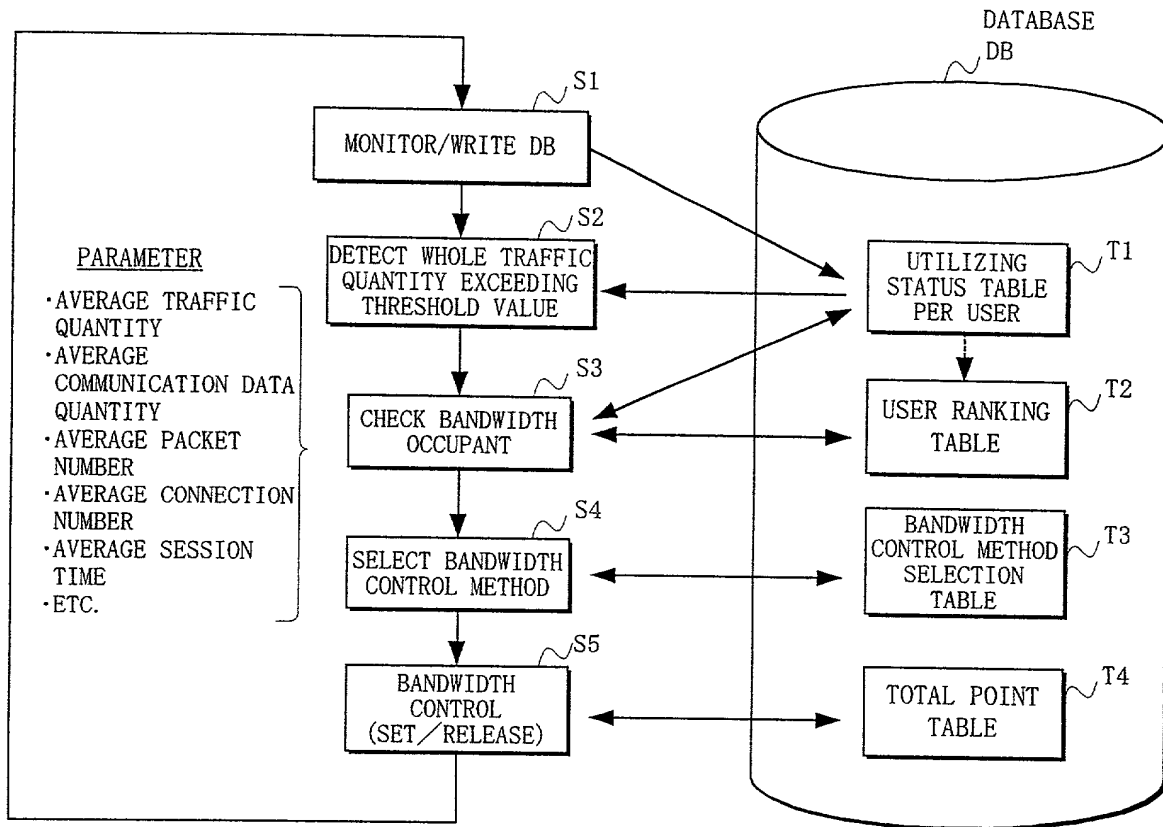 DATABASE
DB
S1
MONITOR/WRITE DB
S2
DETECT WHOLE TRAFFIC
QUANTITY EXCEEDING
THRESHOLD VALUE
PARAMETER
・AVERAGE TRAFFIC
QUANTITY
・AVERAGE
COMMUNICATION DATA
QUANTITY
・AVERAGE PACKET
NUMBER
・AVERAGE CONNECTION
NUMBER
・AVERAGE SESSION
TIME
・ETC.
S3
CHECK BANDWIDTH
OCCUPANT
S4
SELECT BANDWIDTH
CONTROL METHOD
S5
BANDWIDTH
CONTROL
(SET／RELEASE)
T1
UTILIZING
STATUS TABLE
PER USER
T2
USER RANKING
TABLE
T3
BANDWIDTH
CONTROL METHOD
SELECTION
TABLE
T4
TOTAL POINT
TABLE